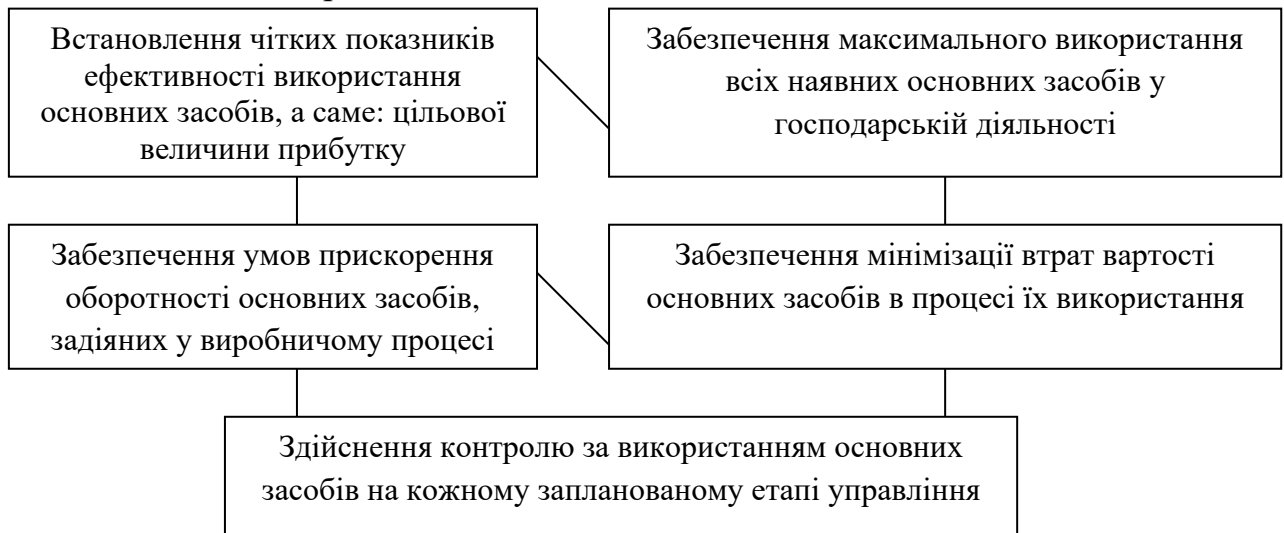 Встановлення чітких показників
ефективності використання
основних засобів, а саме: цільової
величини прибутку
Забезпечення максимального використання
всіх наявних основних засобів у
господарській діяльності
Забезпечення умов прискорення
оборотності основних засобів,
задіяних у виробничому процесі
Забезпечення мінімізації втрат вартості
основних засобів в процесі їх використання
Здійснення контролю за використанням основних
засобів на кожному запланованому етапі управління